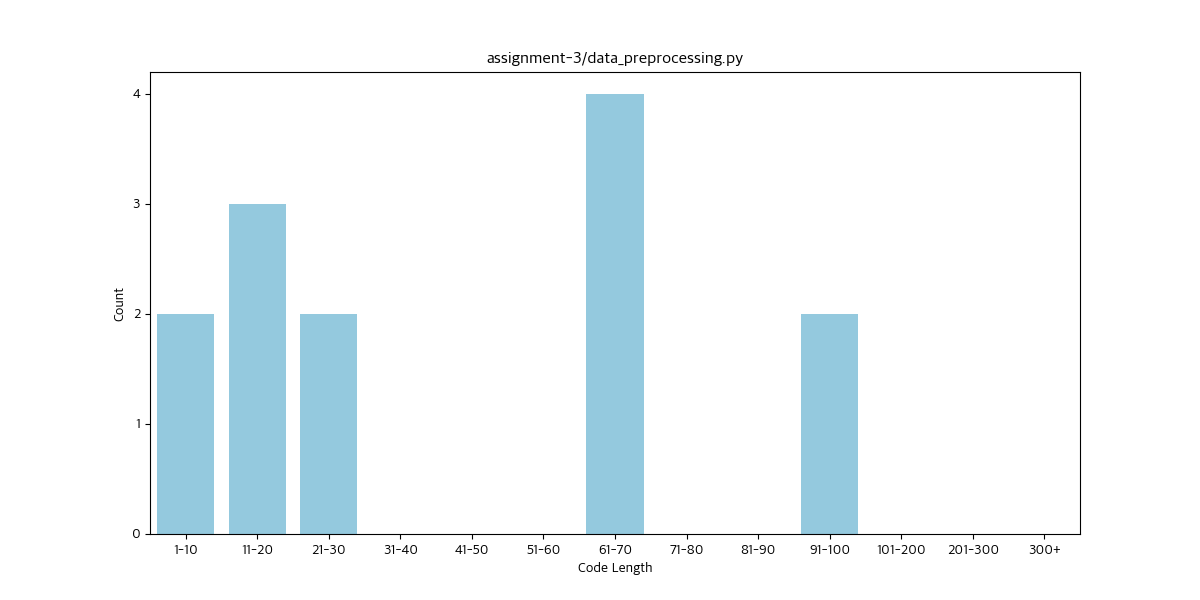 assignment-3/data_preprocessing.py
4
3
2
1
0
Count
1-10 11-20 21-30 31-40 41-50 51-60 61-70 71-80 81-90 91-100 101-200 201-300 300+
Code Length